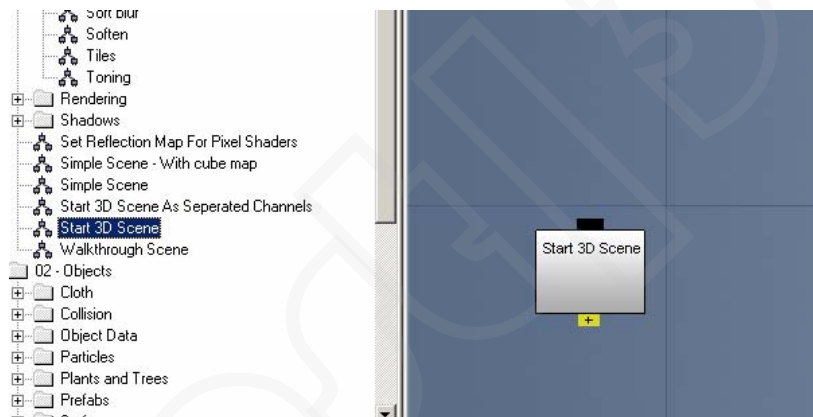 Soft Blur
Soften
Tiles
Toning
Rendering
Shadows
Set Reflection Map For Pixel Shaders
Simple Scene - With cube map
Simple Scene
Start 3D Scene As Seperated Channels
Start 3D Scene
Walkthrough Scene
02 - Objects
Cloth
Collision
Object Data
Particles
Plants and Trees
Prefabs
Start 3D Scene